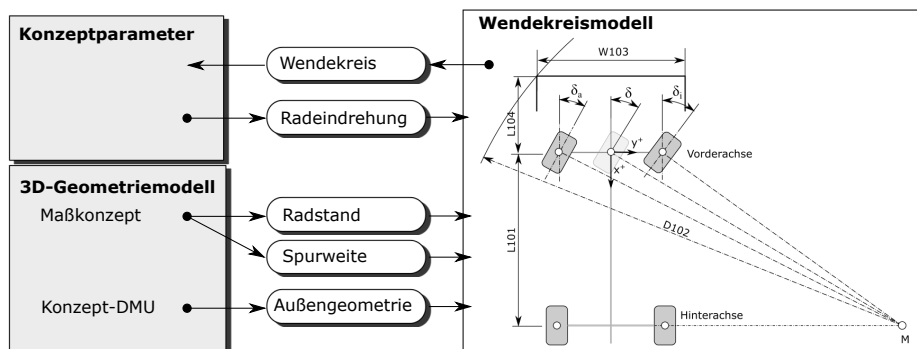 Konzeptparameter
Wendekreis
Radeindrehung
3D-Geometriemodell
Maßkonzept
Radstand
Spurweite
Konzept-DMU
Außengeometrie
Wendekreismodell
W103
δa
δ
δi
L104
y+
x+
Vorderachse
L101
D102
Hinterachse
M